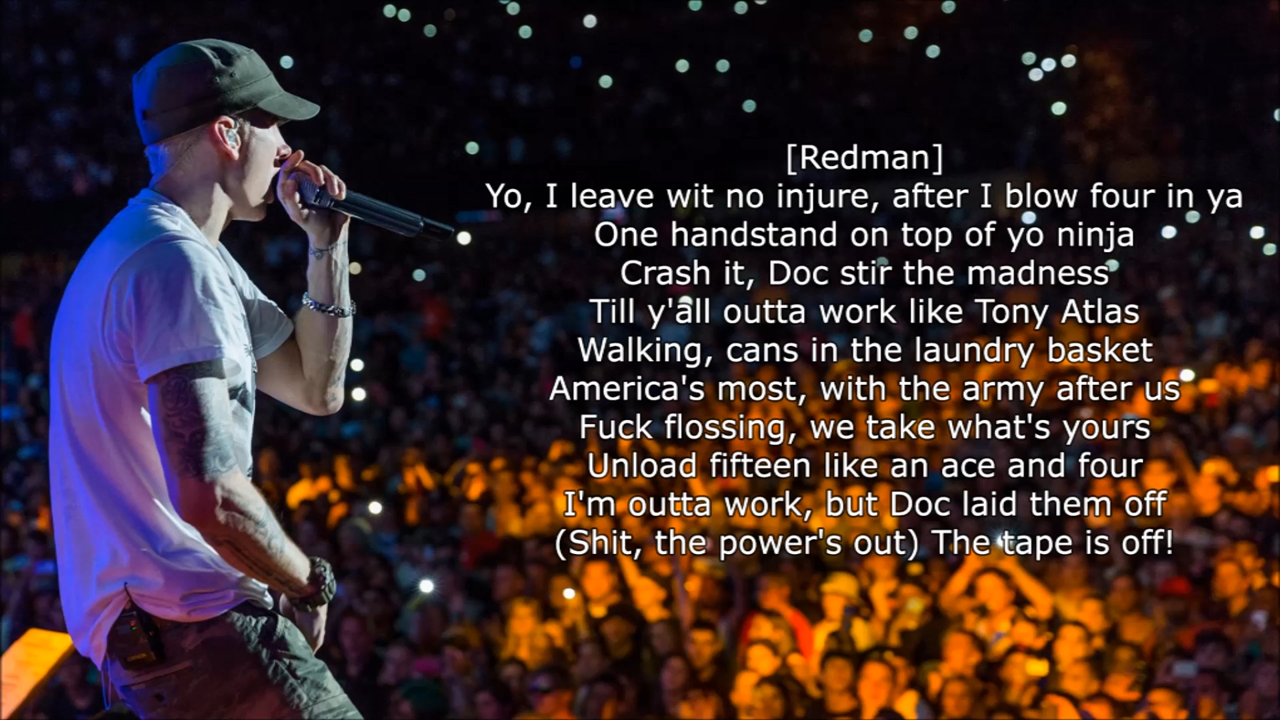 [Redman]
Yo, I leave wit no injure, after I blow four in ya
One handstand on top of yo ninja
Crash it, Doc stir the madness
Till y'all outta work like Tony Atlas
Walking, cans in the laundry basket
America's most, with the army after us
Fuck flossing, we take what's yours
Unload fifteen like an ace and four
I'm outta work, but Doc laid them off
(Shit, the power's out) The tape is off!